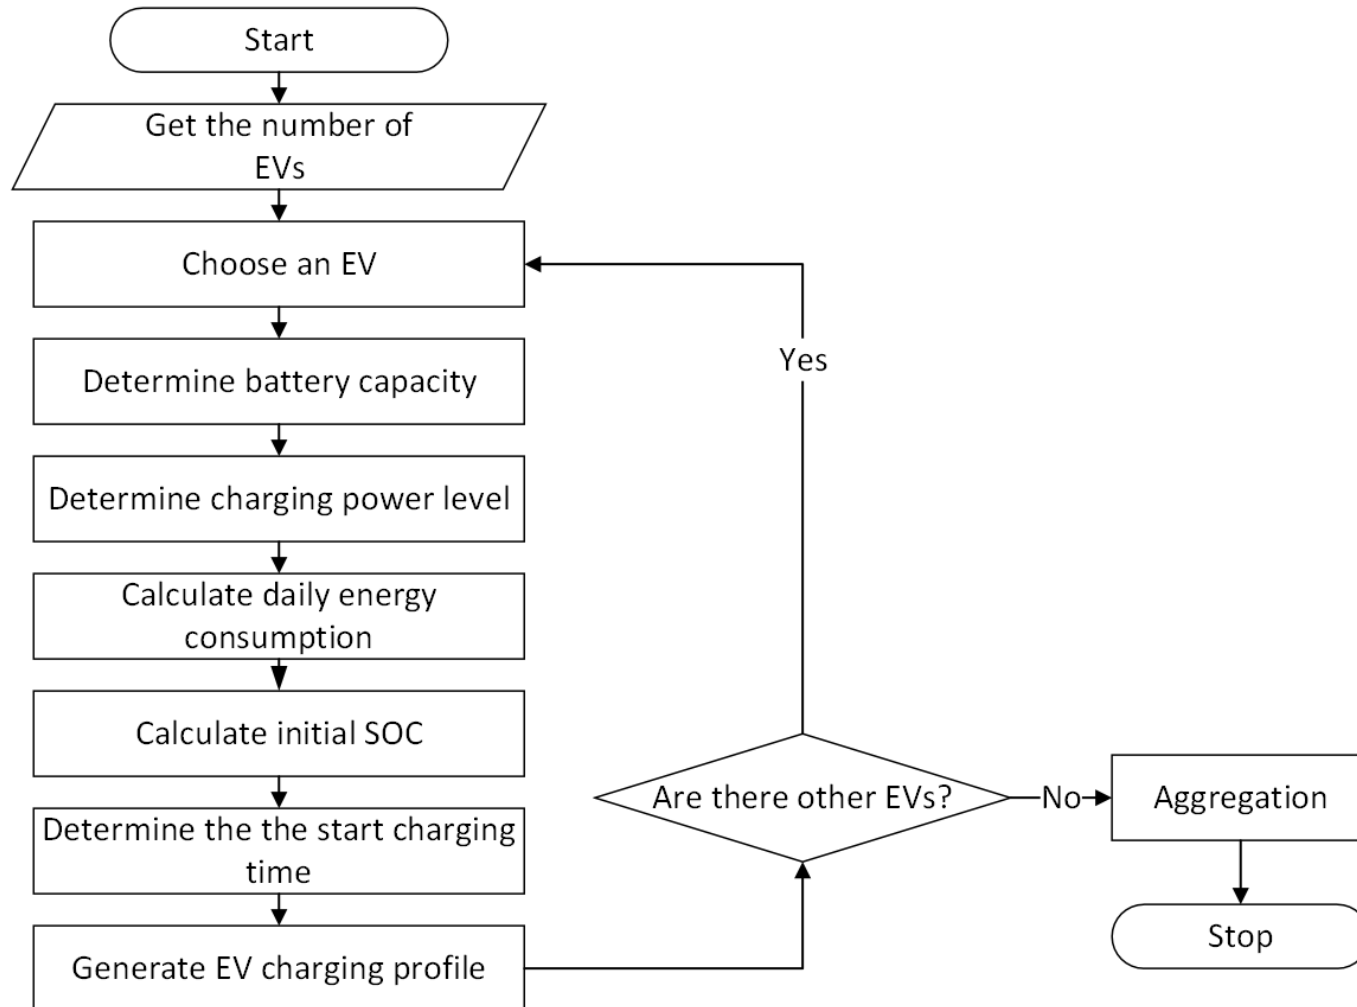 Start
Get the number of
EVs
Choose an EV
Determine battery capacity
Determine charging power level
Calculate daily energy
consumption
Calculate initial SOC
Determine the the start charging
time
Generate EV charging profile
Yes
Are there other EVs?
No
Aggregation
Stop